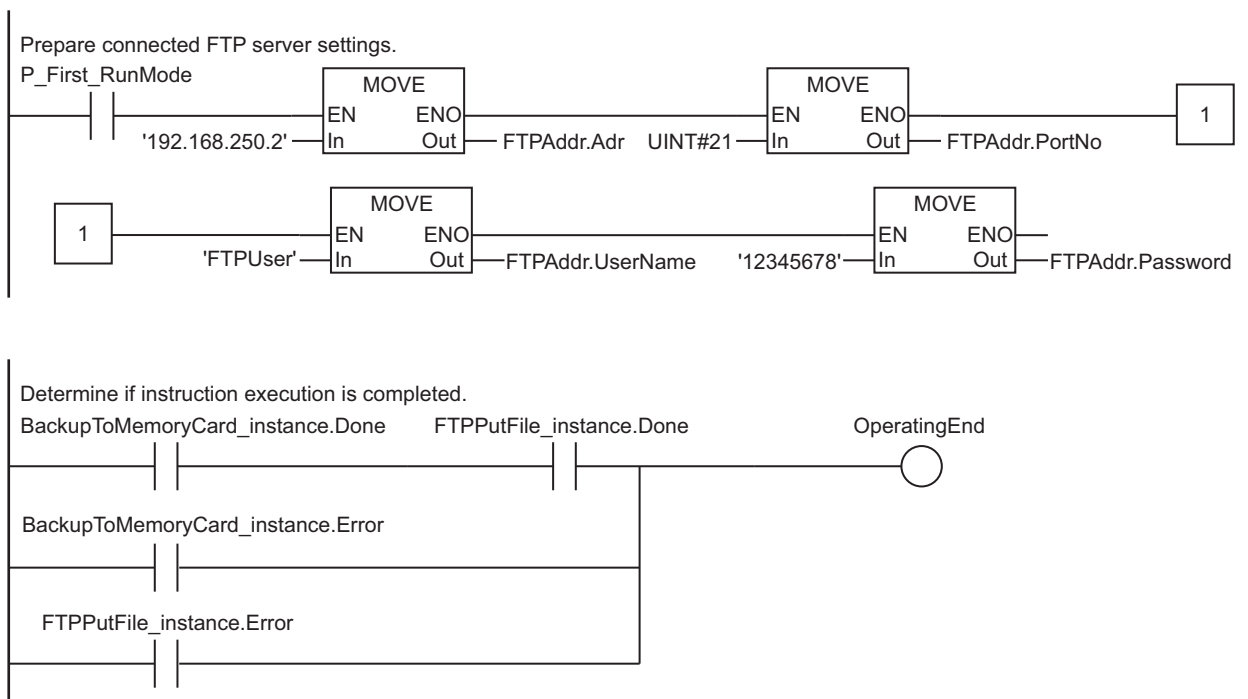 Prepare connected FTP server settings.
P_First_RunMode
MOVE MOVE
EN ENO EN ENO 1
'192.168.250.2' In Out FTPAddr.Adr UINT#21 In Out FTPAddr.PortNo
MOVE MOVE
1 EN ENO EN ENO
'FTPUser' In Out FTPAddr.UserName '12345678' In Out FTPAddr.Password
Determine if instruction execution is completed.
BackupToMemoryCard_instance.Done FTPPutFile_instance.Done OperatingEnd
BackupToMemoryCard_instance.Error
FTPPutFile_instance.Error